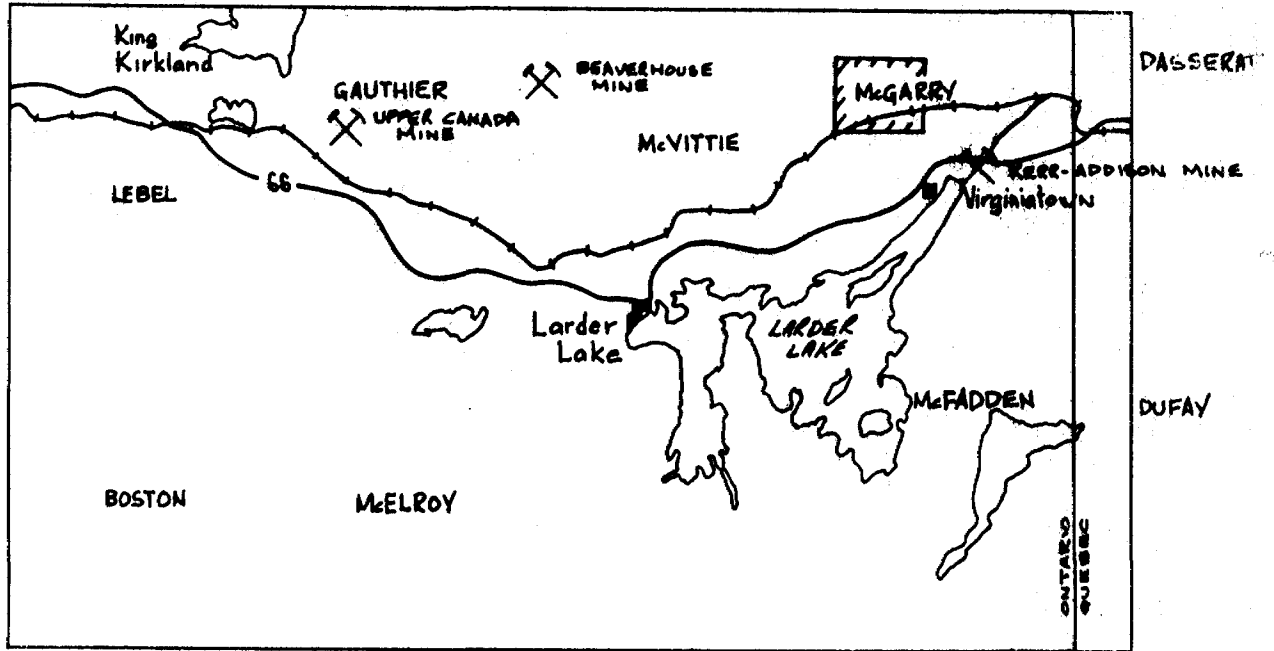 King
Kirkland
GAUTHIER
BEAVERHOUSE
MINE
UPPER CANADA
MINE
McGARRY
DASSERAT
McVITTIE
KERR-ADDISON MINE
Virginiatown
LEBEL
66
Larder
Lake
LARDER
LAKE
McFADDEN
DUFAY
BOSTON
McELROY
ONTARIO
QUEBEC